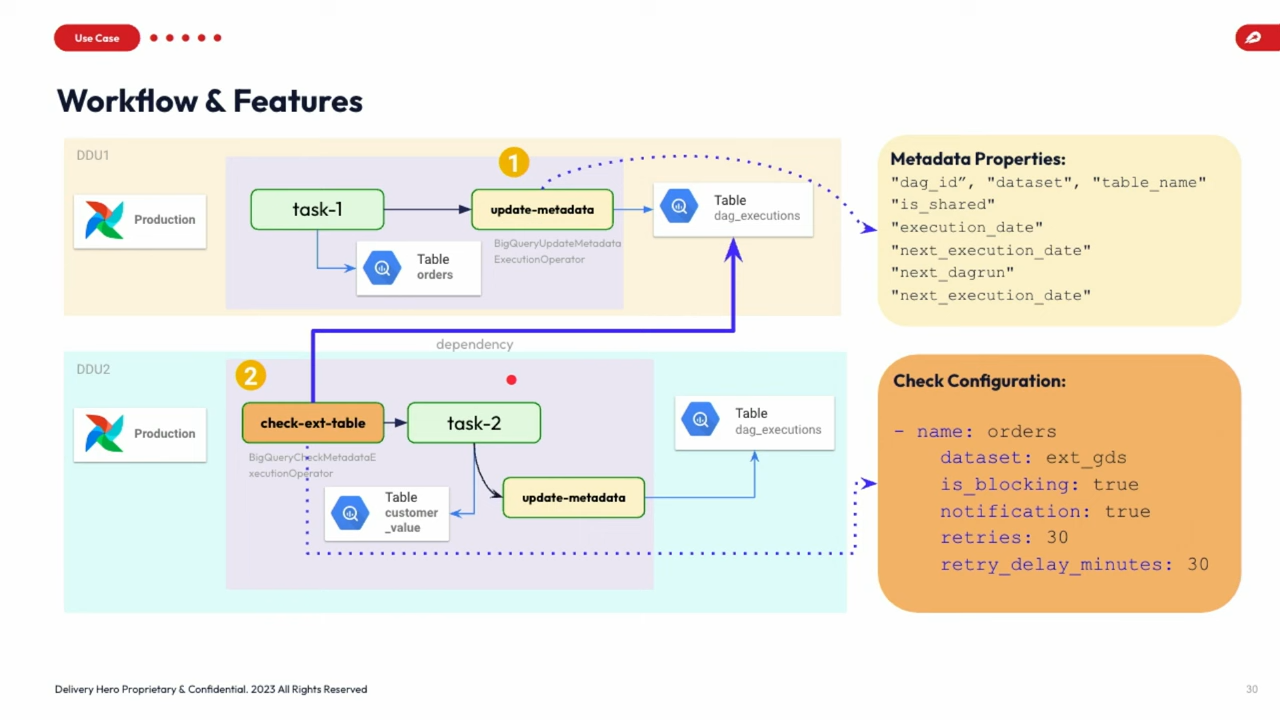 Use Case
Workflow & Features
DDU1
Production
task-1
1
update-metadata
BigQueryUpdateMetadata
ExecutionOperator
Table
orders
Table
dag_executions
dependency
DDU2
Production
2
check-ext-table
BigQueryCheckMetadataE
xecutionOperator
task-2
Table
customer
_value
update-metadata
Table
dag_executions
Metadata Properties:
"dag_id", "dataset", "table_name"
"is_shared"
"execution_date"
"next_execution_date"
"next_dagrun"
"next_execution_date"
Check Configuration:
- name: orders
dataset: ext_gds
is_blocking: true
notification: true
retries: 30
retry_delay_minutes: 30
Delivery Hero Proprietary & Confidential. 2023 All Rights Reserved
30